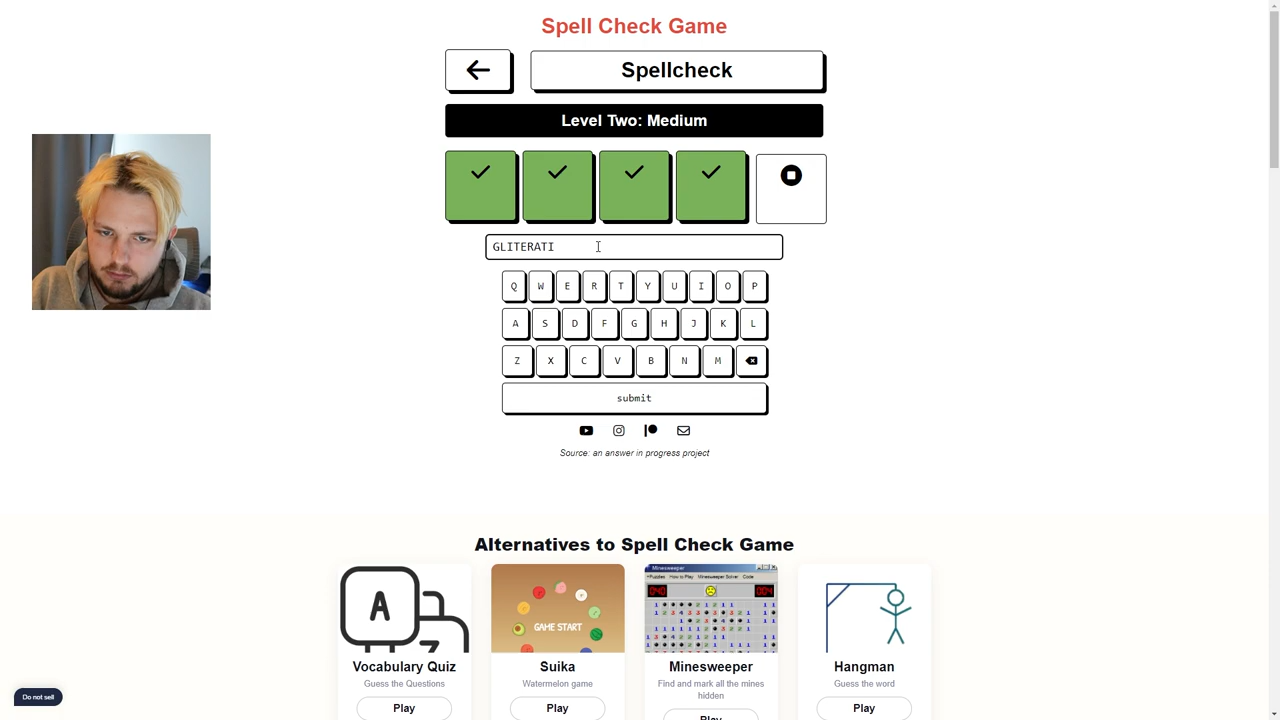 Spell Check Game
Spellcheck
Level Two: Medium
GLITERATI
Q W E R T Y U I O P
A S D F G H J K L
Z X C V B N M
submit
Source: an answer in progress project
Alternatives to Spell Check Game
A
GAME START
Minesweeper
Vocabulary Quiz
Guess the Questions
Play
Suika
Watermelon game
Play
Minesweeper
Find and mark all the mines
hidden
Play
Hangman
Guess the word
Play
Do not sell